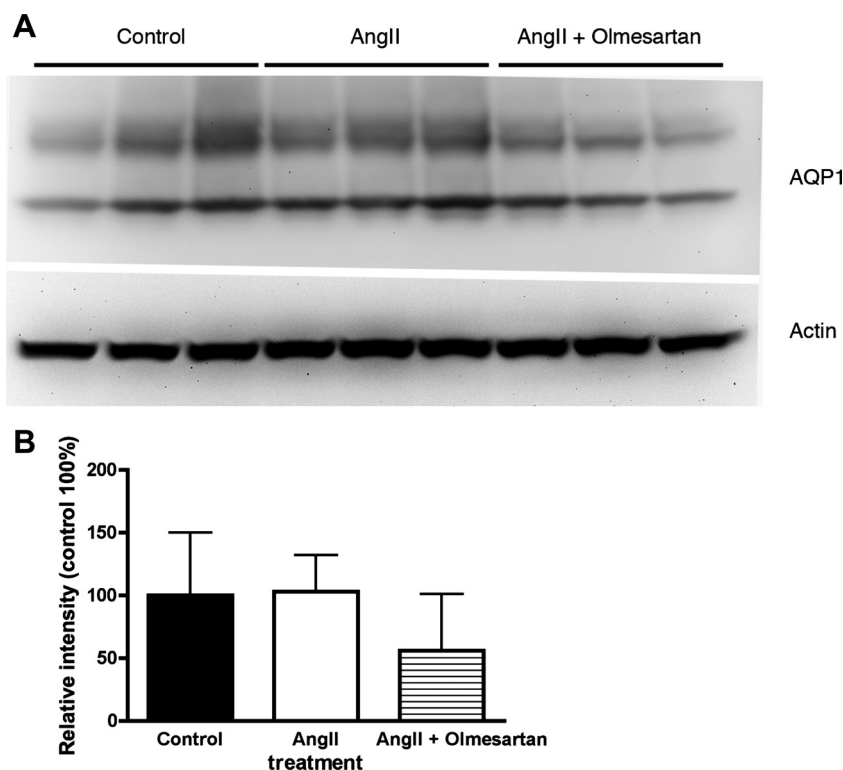 A
Control AngII AngII + Olmesartan
AQP1
Actin
B
Relative intensity (control 100%)
200
150
100
50
0
Control AngII treatment AngII + Olmesartan